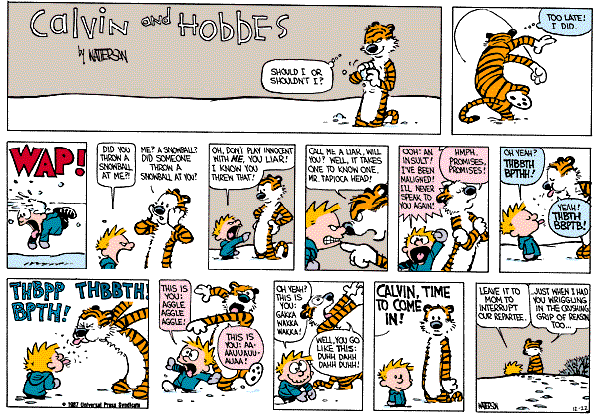 Calvin and Hobbes
by WATTERSON
SHOULD I OR
SHOULDN'T I?
TOO LATE!
I DID.
WAP!
DID YOU
THROW A
SNOWBALL
AT ME?!
ME? A SNOWBALL?
DID SOMEONE
THROW A
SNOWBALL AT YOU?
OH, DON'T PLAY INNOCENT
WITH ME, YOU LIAR!
I KNOW YOU
THREW THAT!
CALL ME A LIAR, WILL
YOU? WELL, IT TAKES
ONE TO KNOW ONE,
MR. TAPIOCA HEAD!
OOH! AN
INSULT!
I'VE BEEN
MALIGNED!
I'LL NEVER
SPEAK TO
YOU AGAIN!
HMPH.
PROMISES,
PROMISES!
OH YEAH?
THBBTH
BPTHH!
YEAH!
THBTH
BBPTB!
THBPP THBBTH!
BPTH!
© 1987 Universal Press Syndicate
THIS IS
YOU:
AGGLE
AGGLE
AGGLE!
THIS IS
YOU: AA-
AAUUAUU-
AUAA!
OH YEAH?
THIS IS
YOU:
GAKKA
WAKKA
WAKKA!
WELL, YOU GO
LIKE THIS:
DUHH DAHH
DAHH DUHH!
CALVIN, TIME
TO COME
IN!
LEAVE IT TO
MOM TO
INTERRUPT
OUR REPARTEE.
...JUST WHEN I HAD
YOU WRIGGLING
IN THE CRUSHING
GRIP OF REASON
TOO...
WATTERSON
12-27